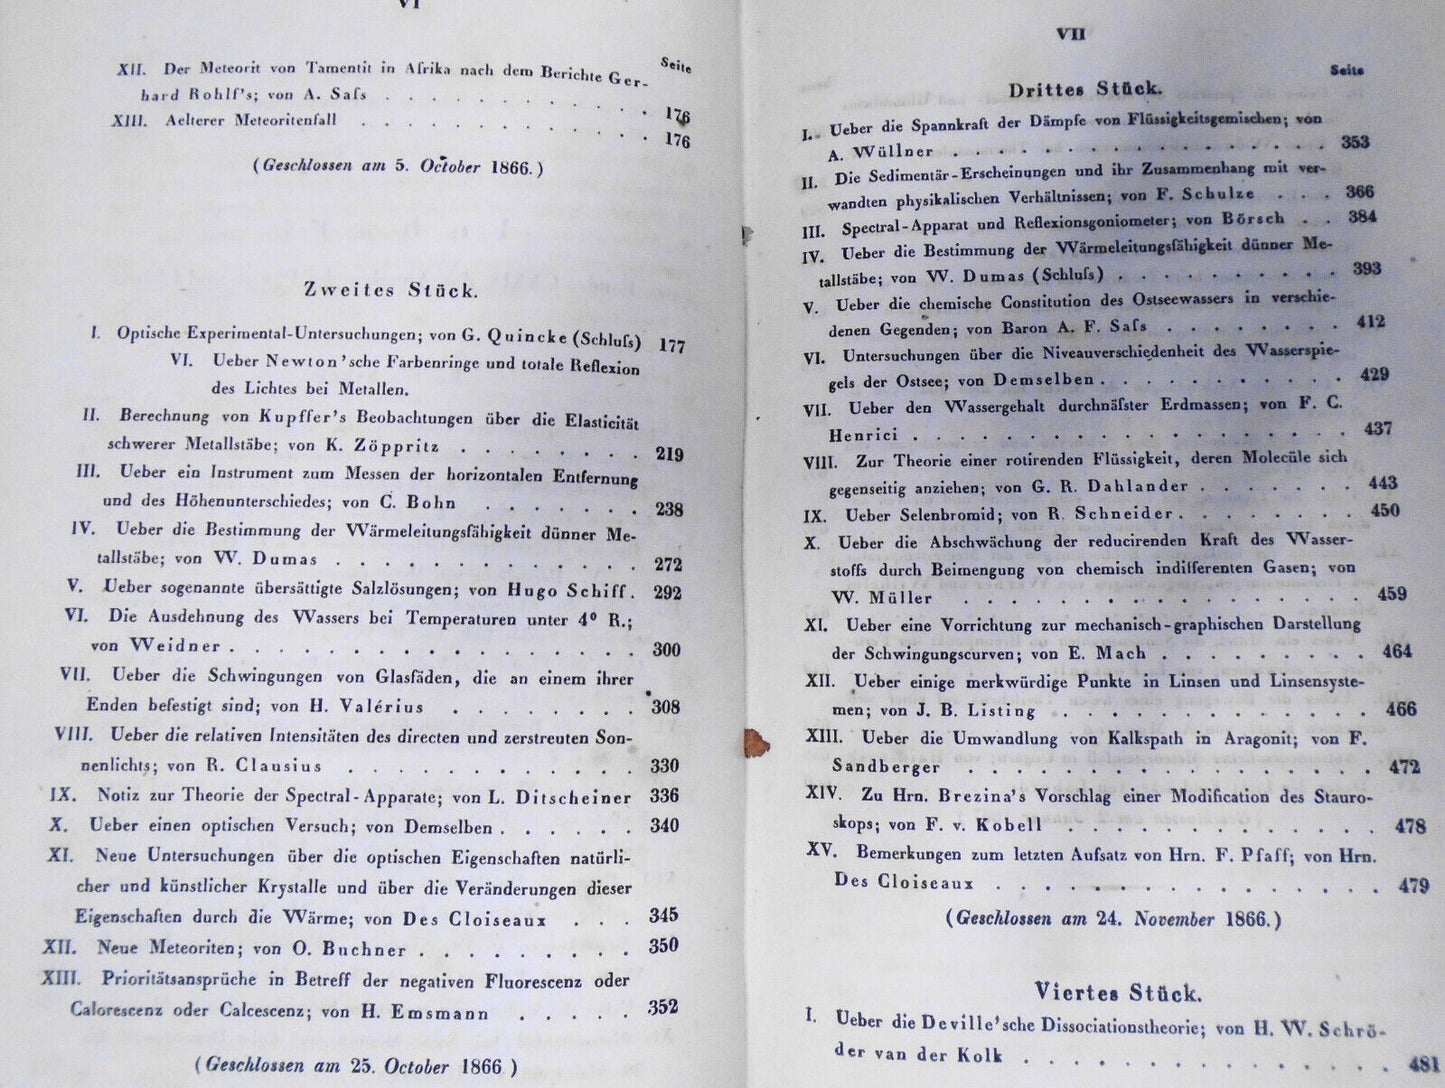 VI
Seite
XII. Der Meteorit von Tamentit in Afrika nach dem Berichte Ger-
hard Rohlf's; von A. Saſs . . . . . . . . . . . 176
XIII. Aelterer Meteoritenfall . . . . . . . . . . . 176
(Geschlossen am 5. October 1866.)
Zweites Stück.
I. Optische Experimental-Untersuchungen; von G. Quincke (Schluſs) 177
VI. Ueber Newton'sche Farbenringe und totale Reflexion
des Lichtes bei Metallen.
II. Berechnung von Kupffer's Beobachtungen über die Elasticität
schwerer Metallstäbe; von K. Zöppritz . . . . . . . . 219
III. Ueber ein Instrument zum Messen der horizontalen Entfernung
und des Höhenunterschiedes; von C. Bohn . . . . . . . 238
IV. Ueber die Bestimmung der Wärmeleitungsfähigkeit dünner Me-
tallstäbe; von W. Dumas . . . . . . . . . . . . 272
V. Ueber sogenannte übersättigte Salzlösungen; von Hugo Schiff. 292
VI. Die Ausdehnung des Wassers bei Temperaturen unter 4° R.;
von Weidner . . . . . . . . . . . . . . . . 300
VII. Ueber die Schwingungen von Glasfäden, die an einem ihrer
Enden befestigt sind; von H. Valérius . . . . . . . . 308
VIII. Ueber die relativen Intensitäten des directen und zerstreuten Son-
nenlichts; von R. Clausius . . . . . . . . . . . . 330
IX. Notiz zur Theorie der Spectral-Apparate; von L. Ditscheiner 336
X. Ueber einen optischen Versuch; von Demselben . . . . . . 340
XI. Neue Untersuchungen über die optischen Eigenschaften natürli-
cher und künstlicher Krystalle und über die Veränderungen dieser
Eigenschaften durch die Wärme; von Des Cloiseaux . . . 345
XII. Neue Meteoriten; von O. Buchner . . . . . . . . . 350
XIII. Prioritätsansprüche in Betreff der negativen Fluorescenz oder
Calorescenz oder Calcescenz; von H. Emsmann . . . . . 352
(Geschlossen am 25. October 1866 )
VII
Seite
Drittes Stück.
I. Ueber die Spannkraft der Dämpfe von Flüssigkeitsgemischen; von
A. Wüllner . . . . . . . . . . . . . . . . 353
II. Die Sedimentär-Erscheinungen und ihr Zusammenhang mit ver-
wandten physikalischen Verhältnissen; von F. Schulze . . . 366
III. Spectral-Apparat und Reflexionsgoniometer; von Börsch . . 384
IV. Ueber die Bestimmung der Wärmeleitungsfähigkeit dünner Me-
tallstäbe; von W. Dumas (Schluſs) . . . . . . . . . 393
V. Ueber die chemische Constitution des Ostseewassers in verschie-
denen Gegenden; von Baron A. F. Saſs . . . . . . . . 412
VI. Untersuchungen über die Niveauverschiedenheit des Wasserspie-
gels der Ostsee; von Demselben . . . . . . . . . . 429
VII. Ueber den Wassergehalt durchnäſster Erdmassen; von F. C.
Henrici . . . . . . . . . . . . . . . . . 437
VIII. Zur Theorie einer rotirenden Flüssigkeit, deren Molecüle sich
gegenseitig anziehen; von G. R. Dahlander . . . . . . . 443
IX. Ueber Selenbromid; von R. Schneider . . . . . . . . 450
X. Ueber die Abschwächung der reducirenden Kraft des Wasser-
stoffs durch Beimengung von chemisch indifferenten Gasen; von
W. Müller . . . . . . . . . . . . . . . . 459
XI. Ueber eine Vorrichtung zur mechanisch-graphischen Darstellung
der Schwingungscurven; von E. Mach . . . . . . . . 464
XII. Ueber einige merkwürdige Punkte in Linsen und Linsensyste-
men; von J. B. Listing . . . . . . . . . . . . 466
XIII. Ueber die Umwandlung von Kalkspath in Aragonit; von F.
Sandberger . . . . . . . . . . . . . . . . 472
XIV. Zu Hrn. Brezina's Vorschlag einer Modification des Stauro-
skops; von F. v. Kobell . . . . . . . . . . . . 478
XV. Bemerkungen zum letzten Aufsatz von Hrn. F. Pfaff; von Hrn.
Des Cloiseaux . . . . . . . . . . . . . . . 479
(Geschlossen am 24. November 1866.)
Viertes Stück.
I. Ueber die Deville'sche Dissociationstheorie; von H. W. Schrö-
der van der Kolk . . . . . . . . . . . . . . 481